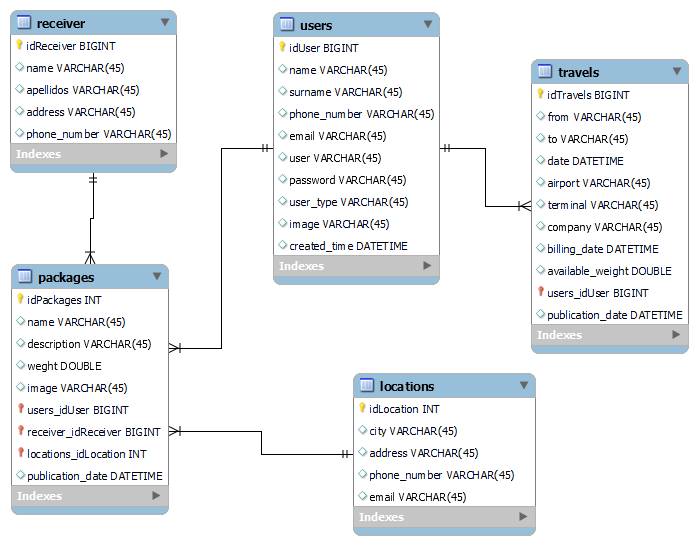 receiver
idReceiver BIGINT
name VARCHAR(45)
apellidos VARCHAR(45)
address VARCHAR(45)
phone_number VARCHAR(45)
Indexes
users
idUser BIGINT
name VARCHAR(45)
surname VARCHAR(45)
phone_number VARCHAR(45)
email VARCHAR(45)
user VARCHAR(45)
password VARCHAR(45)
user_type VARCHAR(45)
image VARCHAR(45)
created_time DATETIME
Indexes
travels
idTravels BIGINT
from VARCHAR(45)
to VARCHAR(45)
date DATETIME
airport VARCHAR(45)
terminal VARCHAR(45)
company VARCHAR(45)
billing_date DATETIME
available_weight DOUBLE
users_idUser BIGINT
publication_date DATETIME
Indexes
packages
idPackages INT
name VARCHAR(45)
description VARCHAR(45)
weght DOUBLE
image VARCHAR(45)
users_idUser BIGINT
receiver_idReceiver BIGINT
locations_idLocation INT
publication_date DATETIME
Indexes
locations
idLocation INT
city VARCHAR(45)
address VARCHAR(45)
phone_number VARCHAR(45)
email VARCHAR(45)
Indexes